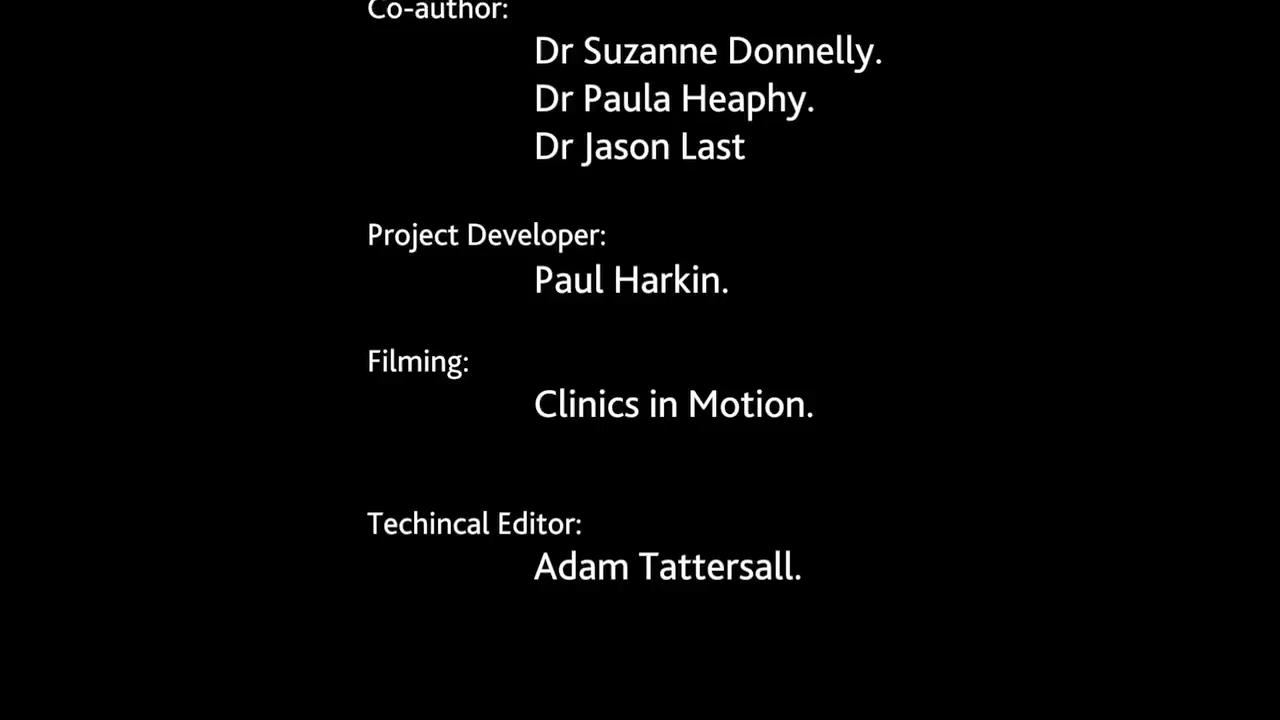 Co-author:
Dr Suzanne Donnelly.
Dr Paula Heaphy.
Dr Jason Last
Project Developer:
Paul Harkin.
Filming:
Clinics in Motion.
Techincal Editor:
Adam Tattersall.